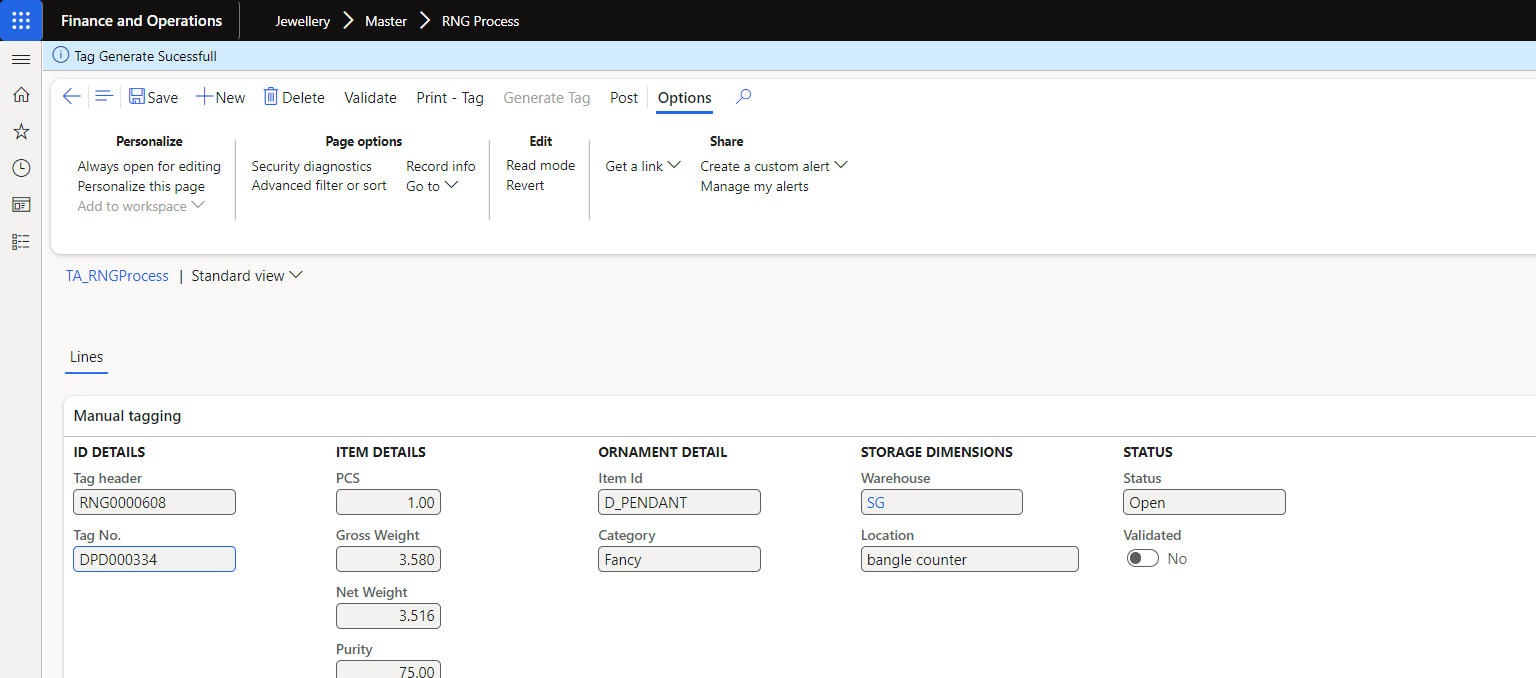 Finance and Operations
Jewellery > Master > RNG Process
Tag Generate Sucessfull
Save New Delete Validate Print - Tag Generate Tag Post Options
Personalize
Always open for editing
Personalize this page
Add to workspace
Page options
Security diagnostics
Advanced filter or sort
Record info
Go to
Edit
Read mode
Revert
Share
Get a link
Create a custom alert
Manage my alerts
TA_RNGProcess | Standard view
Lines
Manual tagging
ID DETAILS
Tag header
RNG0000608
Tag No.
DPD000334
ITEM DETAILS
PCS
1.00
Gross Weight
3.580
Net Weight
3.516
Purity
75.00
ORNAMENT DETAIL
Item Id
D_PENDANT
Category
Fancy
STORAGE DIMENSIONS
Warehouse
SG
Location
bangle counter
STATUS
Status
Open
Validated
No